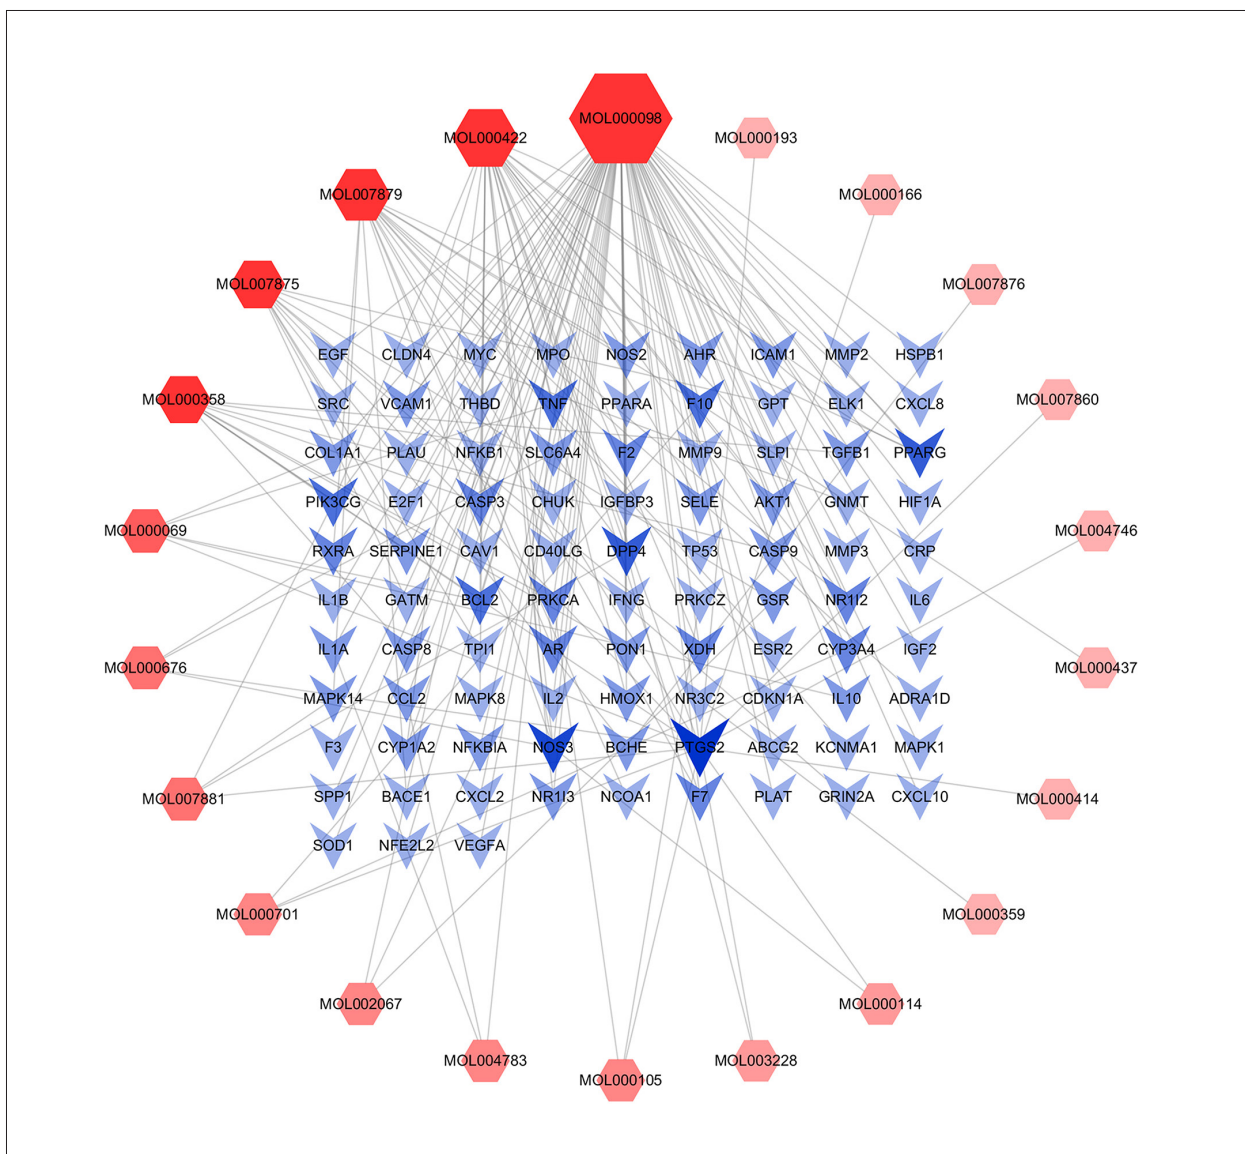 MOL000098
MOL000422
MOL000193
MOL007879
MOL000166
MOL007875
MOL007876
EGF CLDN4 MYC MPO NOS2 AHR ICAM1 MMP2 HSPB1
MOL000358
MOL007860
SRC VCAM1 THBD TNF PPARA F10 GPT ELK1 CXCL8
COL1A1 PLAU NFKB1 SLC6A4 F2 MMP9 SLPI TGFB1 PPARG
PIK3CG E2F1 CASP3 CHUK IGFBP3 SELE AKT1 GNMT HIF1A
MOL000069
MOL004746
RXRA SERPINE1 CAV1 CD40LG DPP4 TP53 CASP9 MMP3 CRP
IL1B GATM BCL2 PRKCA IFNG PRKCZ GSR NR1I2 IL6
IL1A CASP8 TPI1 AR PON1 XDH ESR2 CYP3A4 IGF2
MOL000676
MOL000437
MAPK14 CCL2 MAPK8 IL2 HMOX1 NR3C2 CDKN1A IL10 ADRA1D
F3 CYP1A2 NFKBIA NOS3 BCHE PTGS2 ABCG2 KCNMA1 MAPK1
MOL007881
MOL000414
SPP1 BACE1 CXCL2 NR1I3 NCOA1 F7 PLAT GRIN2A CXCL10
SOD1 NFE2L2 VEGFA
MOL000701
MOL000359
MOL002067
MOL000114
MOL004783
MOL003228
MOL000105